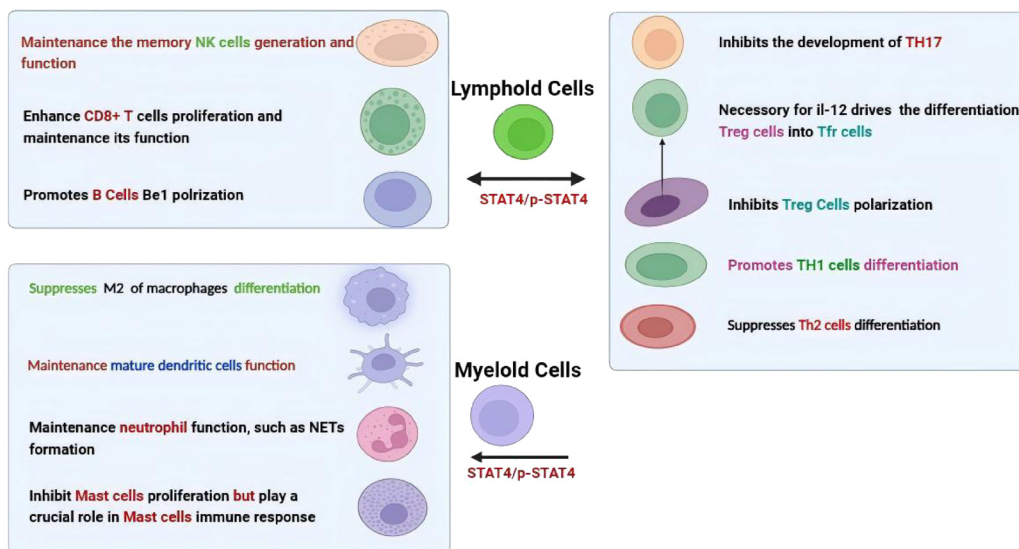 Maintenance the memory NK cells generation and
function
Enhance CD8+ T cells proliferation and
maintenance its function
Promotes B Cells Be1 polrization
Lymphold Cells
STAT4/p-STAT4
Inhibits the development of TH17
Necessary for il-12 drives the differentiation
Treg cells into Tfr cells
Inhibits Treg Cells polarization
Promotes TH1 cells differentiation
Suppresses Th2 cells differentiation
Suppresses M2 of macrophages differentiation
Maintenance mature dendritic cells function
Maintenance neutrophil function, such as NETs
formation
Inhibit Mast cells proliferation but play a
crucial role in Mast cells immune response
Myelold Cells
STAT4/p-STAT4